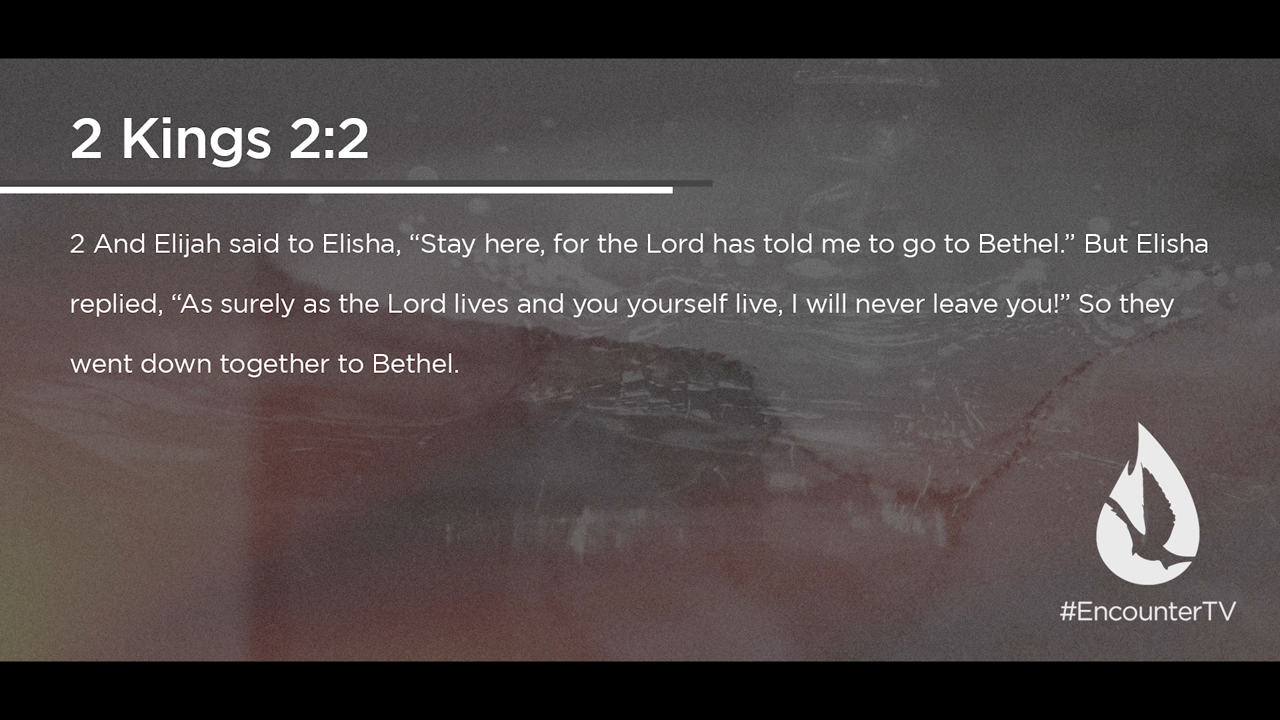 2 Kings 2:2
2 And Elijah said to Elisha, “Stay here, for the Lord has told me to go to Bethel.” But Elisha
replied, “As surely as the Lord lives and you yourself live, I will never leave you!” So they
went down together to Bethel.
#EncounterTV